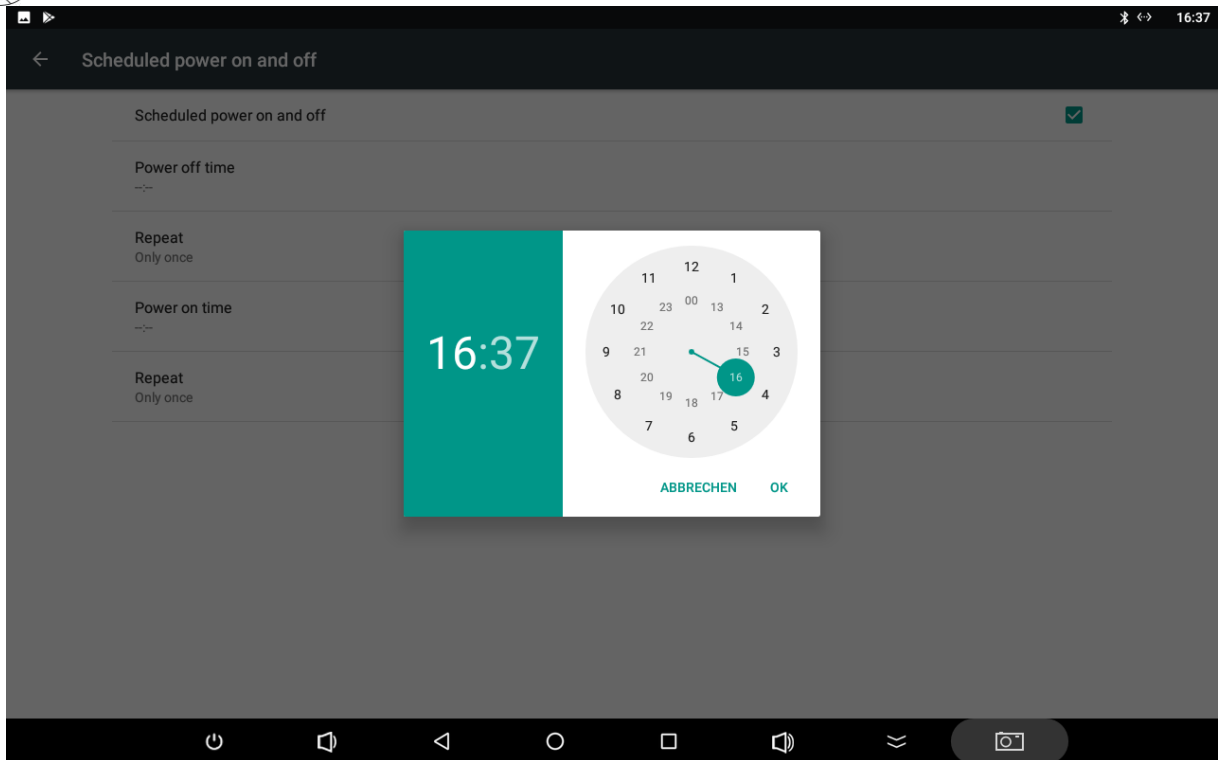 16:37
Scheduled power on and off
Scheduled power on and off
Power off time
--:--
Repeat
Only once
Power on time
--:--
Repeat
Only once
16:37
12
11
1
10
23
00
13
2
22
14
9
21
15
3
20
16
8
19
18
17
4
7
5
6
ABBRECHEN
OK